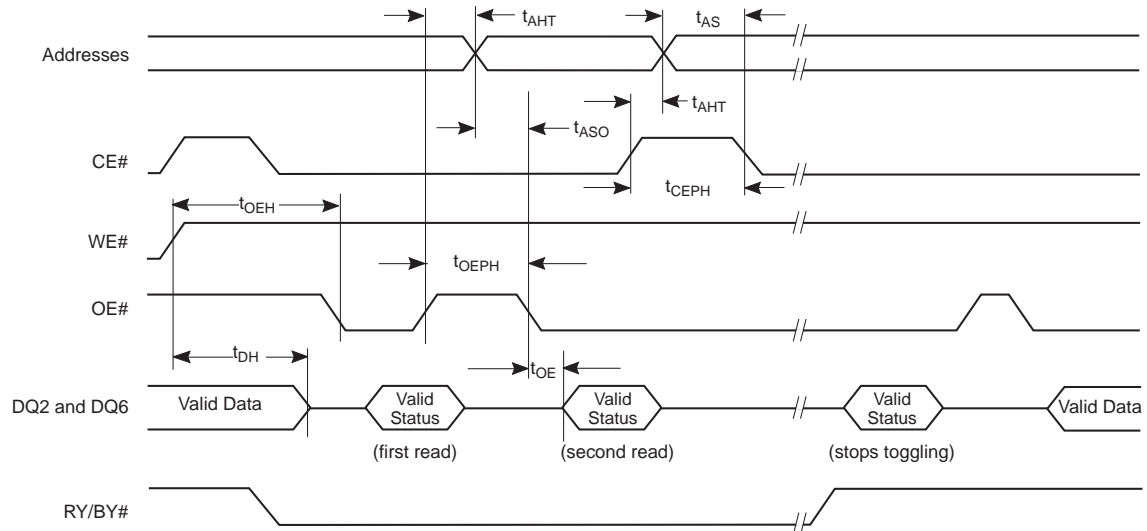 tAHT
tAS
Addresses
tAHT
tASO
CE#
tCEPH
tOEH
WE#
tOEPH
OE#
tDH
tOE
DQ2 and DQ6
Valid Data
Valid
Status
Valid
Status
Valid
Status
Valid Data
(first read)
(second read)
(stops toggling)
RY/BY#